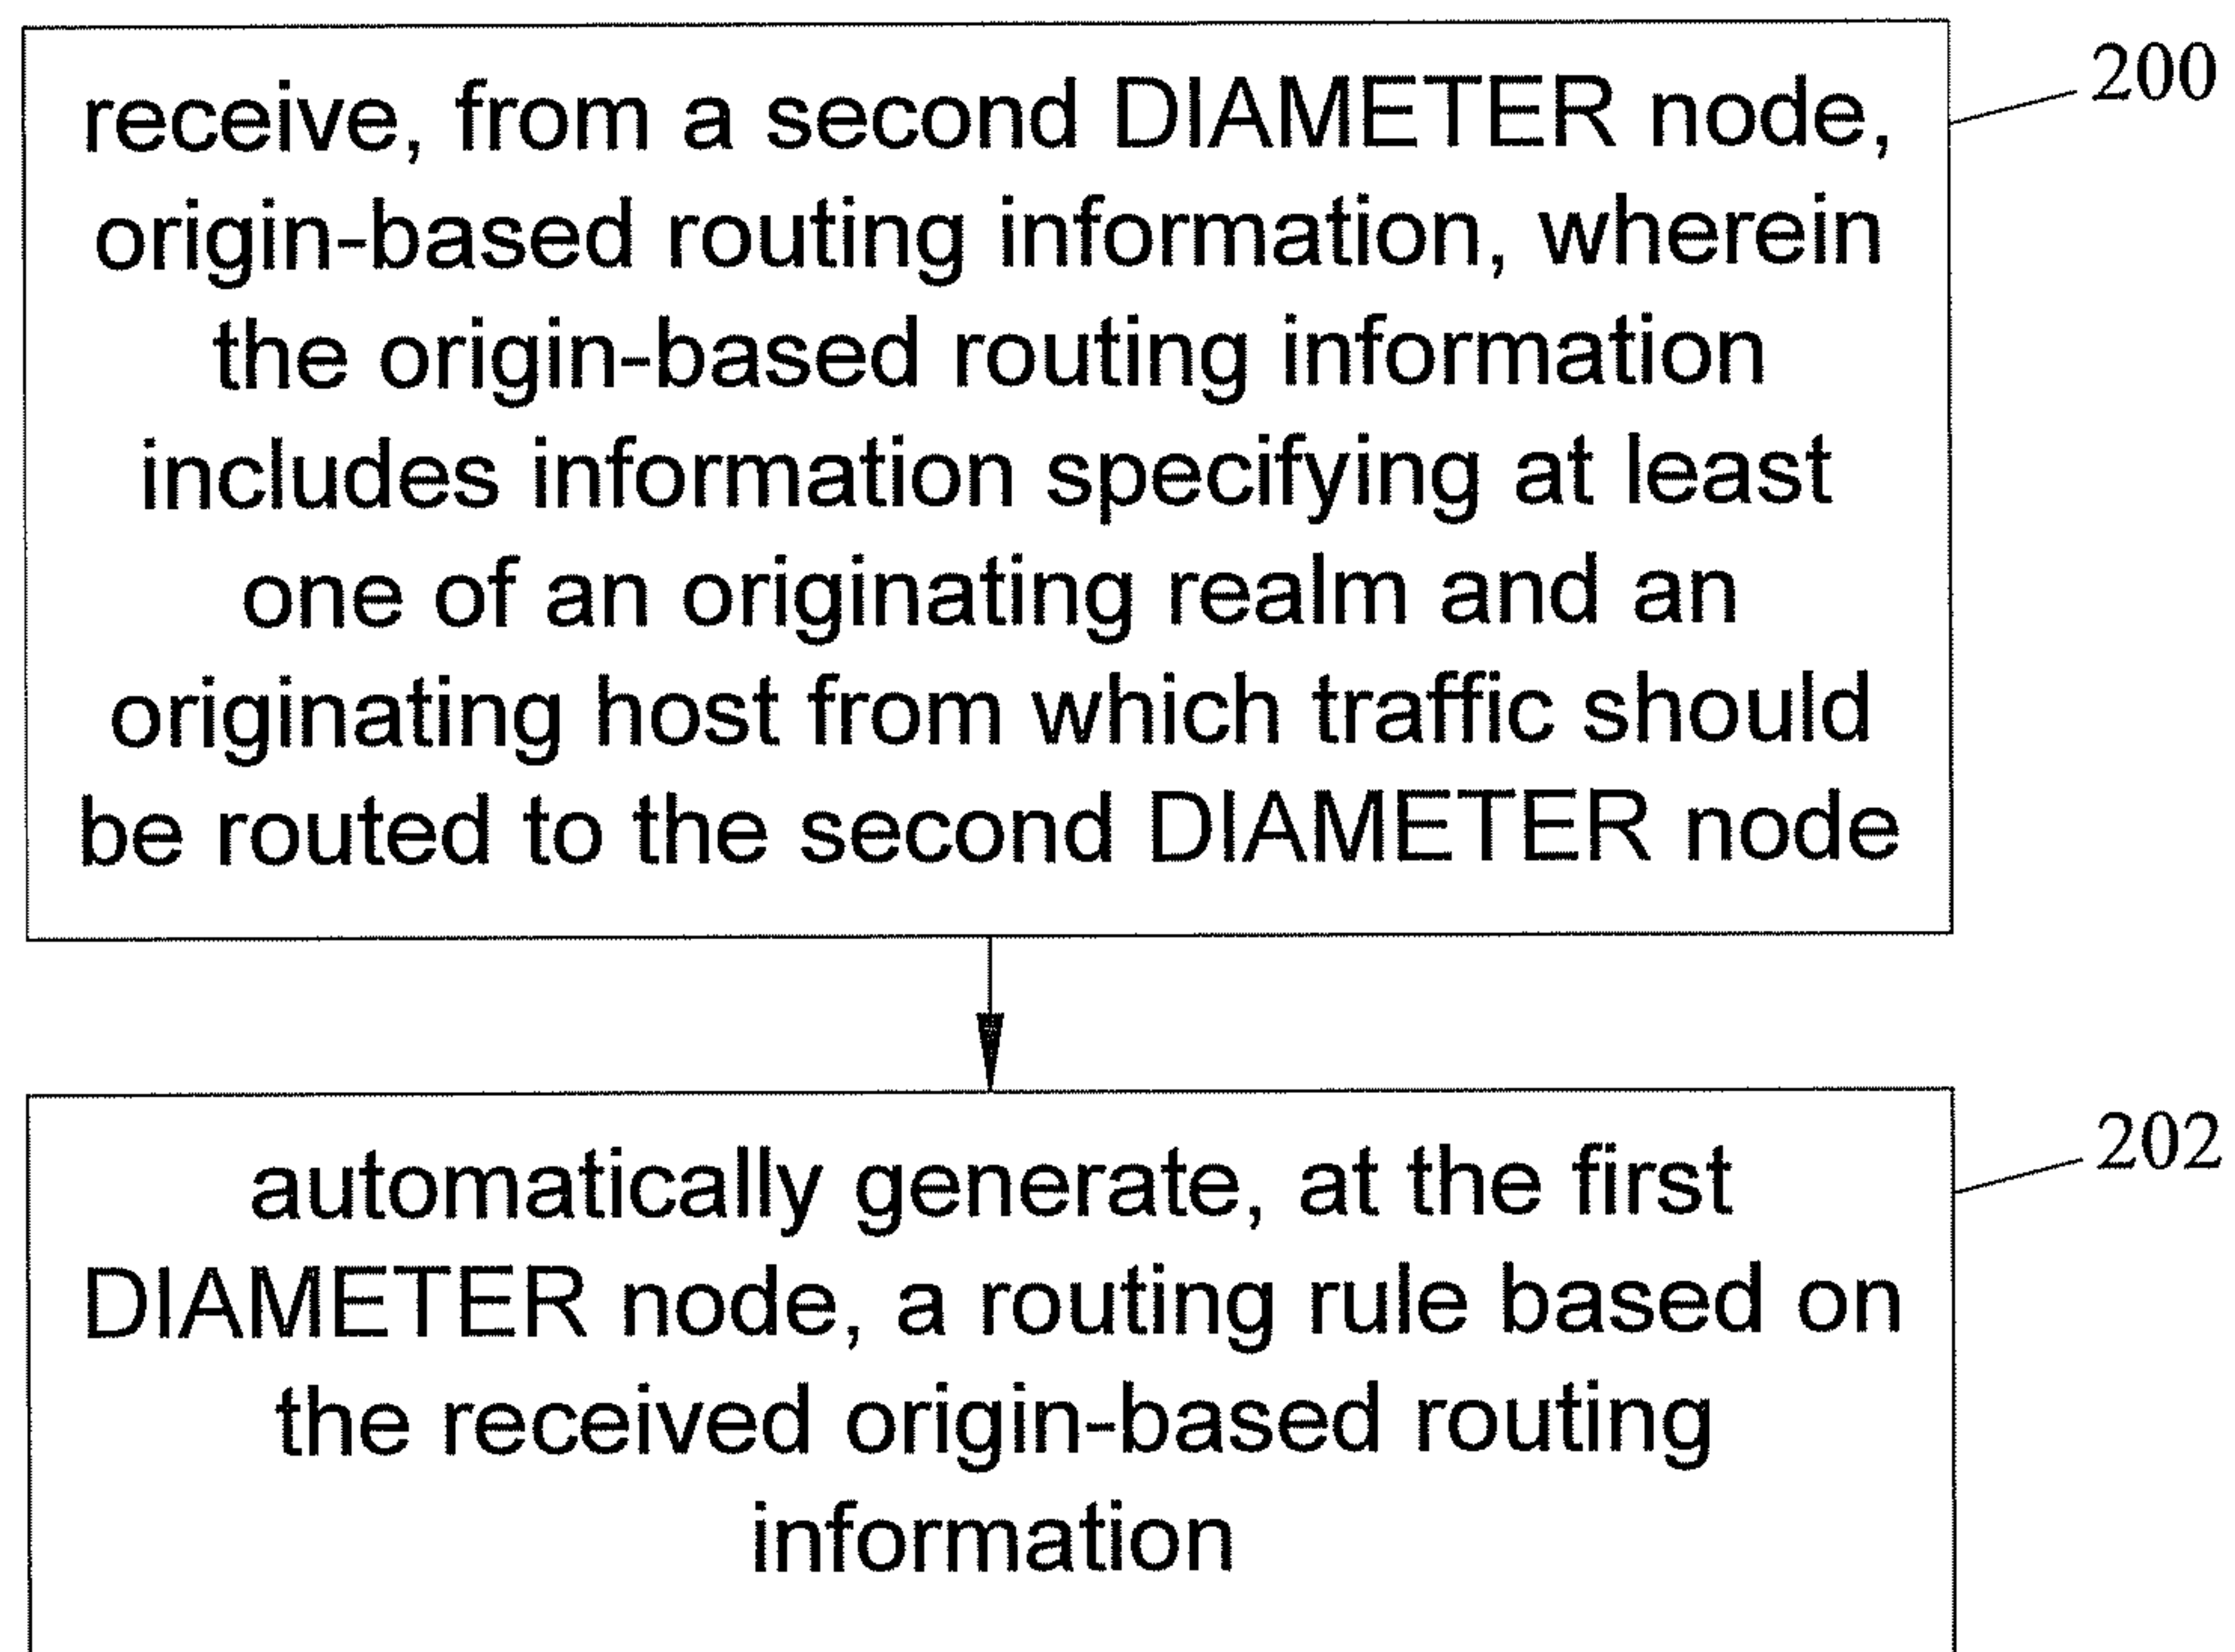 receive, from a second DIAMETER node,
200
origin-based routing information, wherein
the origin-based routing information
includes information specifying at least
one of an originating realm and an
originating host from which traffic should
be routed to the second DIAMETER node
automatically generate, at the first
202
DIAMETER node, a routing rule based on
the received origin-based routing
information